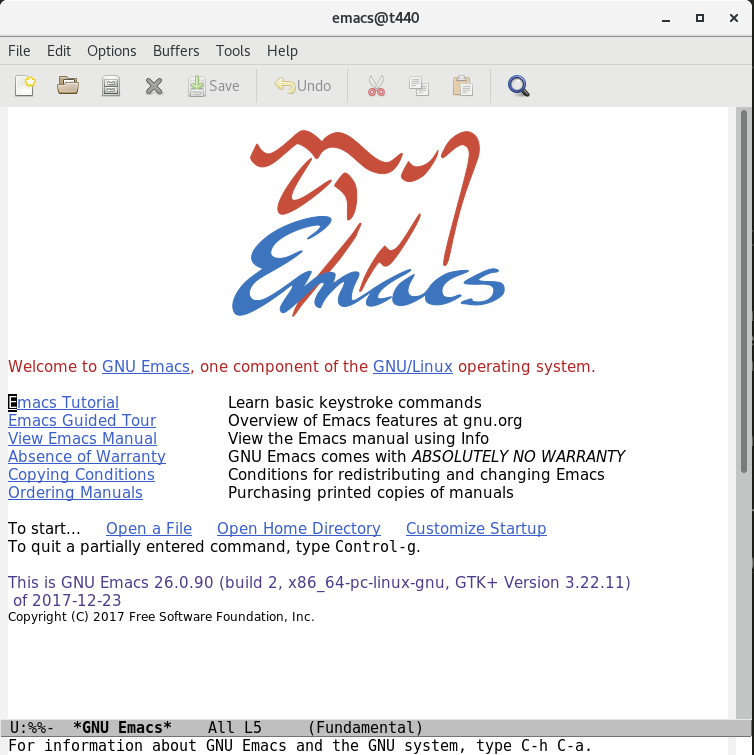 emacs@t440
File Edit Options Buffers Tools Help
Save Undo
Emacs
Welcome to GNU Emacs, one component of the GNU/Linux operating system.
Emacs Tutorial Learn basic keystroke commands
Emacs Guided Tour Overview of Emacs features at gnu.org
View Emacs Manual View the Emacs manual using Info
Absence of Warranty GNU Emacs comes with ABSOLUTELY NO WARRANTY
Copying Conditions Conditions for redistributing and changing Emacs
Ordering Manuals Purchasing printed copies of manuals
To start... Open a File Open Home Directory Customize Startup
To quit a partially entered command, type Control-g.
This is GNU Emacs 26.0.90 (build 2, x86_64-pc-linux-gnu, GTK+ Version 3.22.11)
of 2017-12-23
Copyright (C) 2017 Free Software Foundation, Inc.
U:%%- *GNU Emacs* All L5 (Fundamental)
For information about GNU Emacs and the GNU system, type C-h C-a.